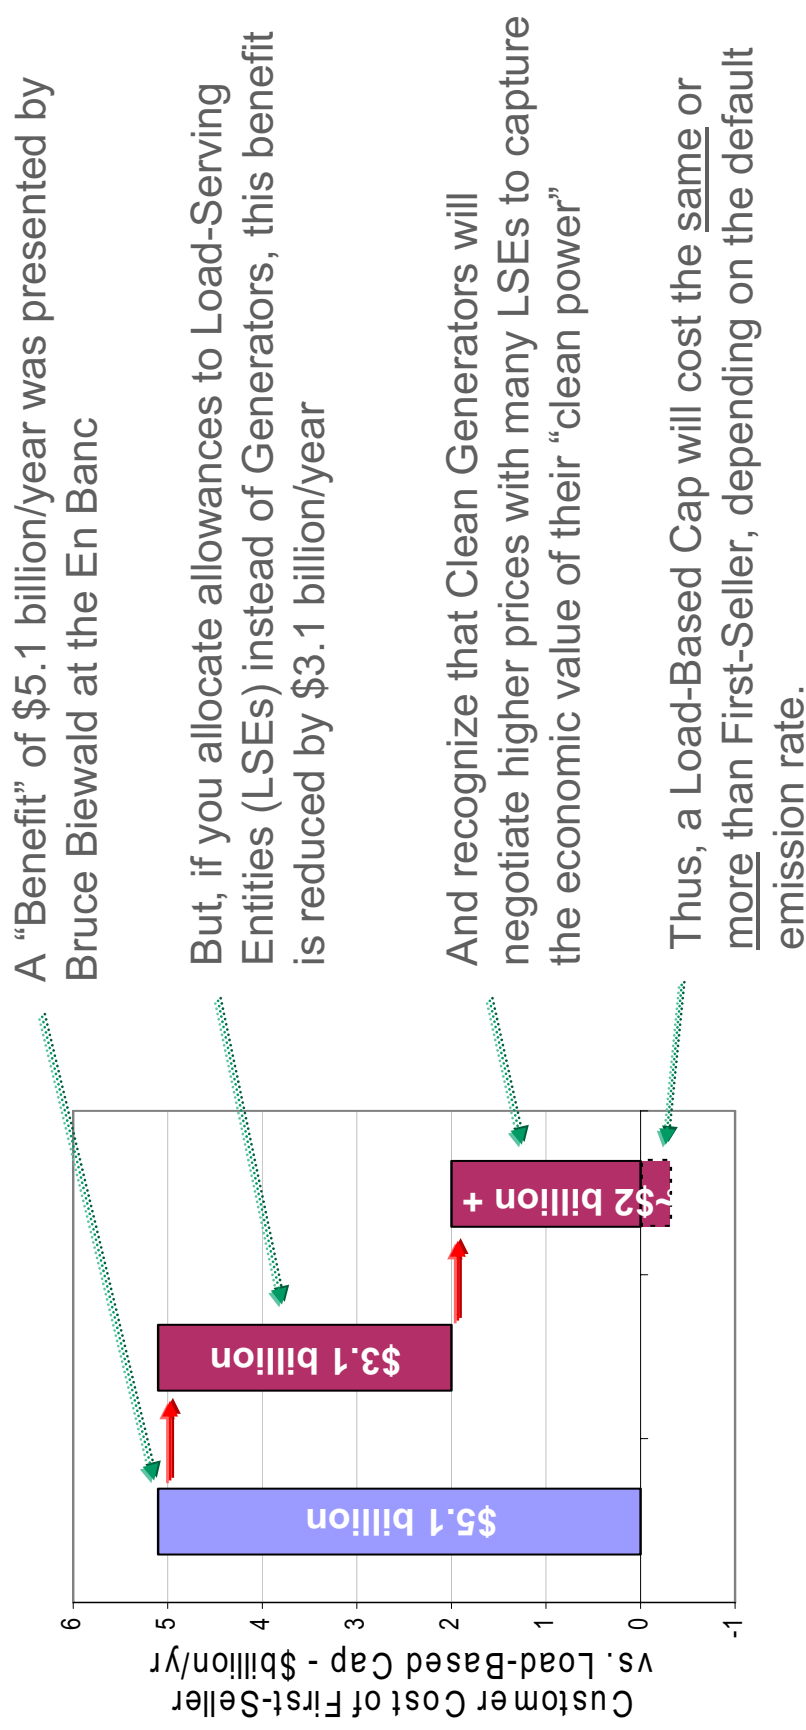 A “Benefit” of $5.1 billion/year was presented by
Bruce Biewald at the En Banc
But, if you allocate allowances to Load-Serving
Entities (LSEs) instead of Generators, this benefit
is reduced by $3.1 billion/year
And recognize that Clean Generators will
negotiate higher prices with many LSEs to capture
the economic value of their “clean power”
Thus, a Load-Based Cap will cost the same or
more than First-Seller, depending on the default
emission rate.
Customer Cost of First-Seller
vs. Load-Based Cap - $billion/yr
6
5
4
3
2
1
0
-1
$5.1 billion
$3.1 billion
~$2 billion +